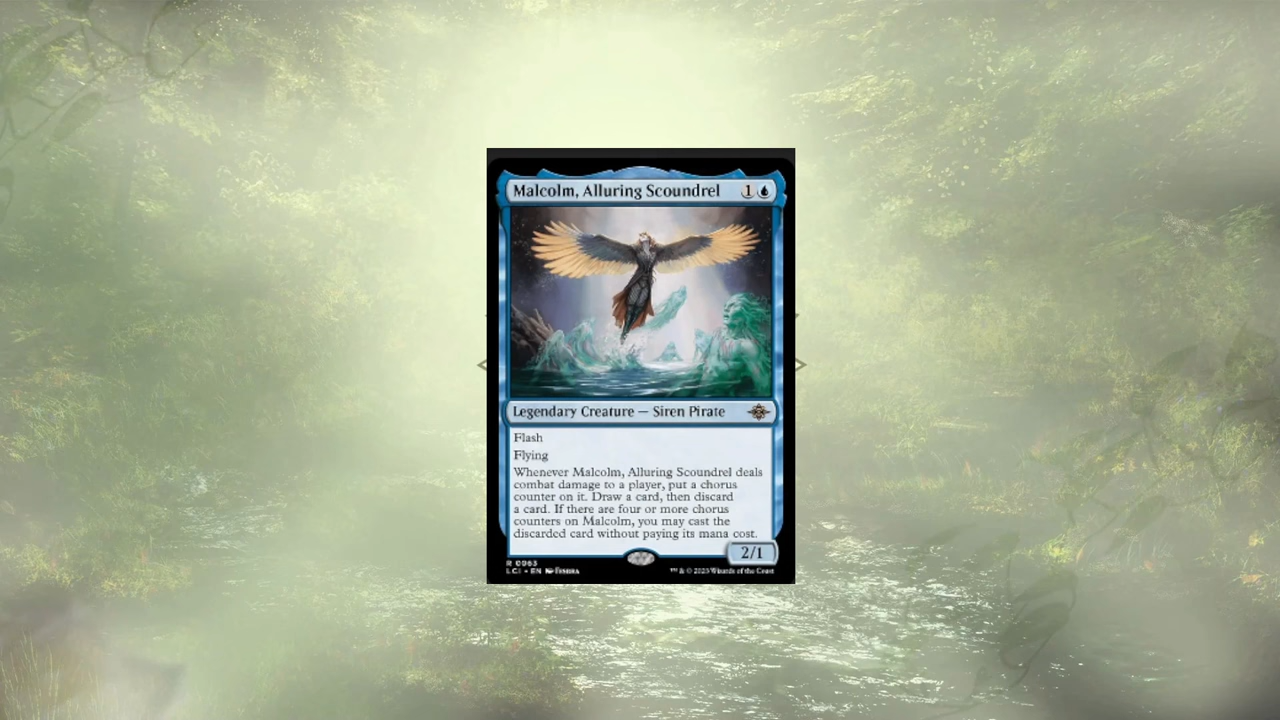 Malcolm, Alluring Scoundrel 1
Legendary Creature — Siren Pirate
Flash
Flying
Whenever Malcolm, Alluring Scoundrel deals
combat damage to a player, put a chorus
counter on it. Draw a card, then discard
a card. If there are four or more chorus
counters on Malcolm, you may cast the
discarded card without paying its mana cost.
2/1
R 0063
LCI • EN
™ & © 2023 Wizards of the Coast